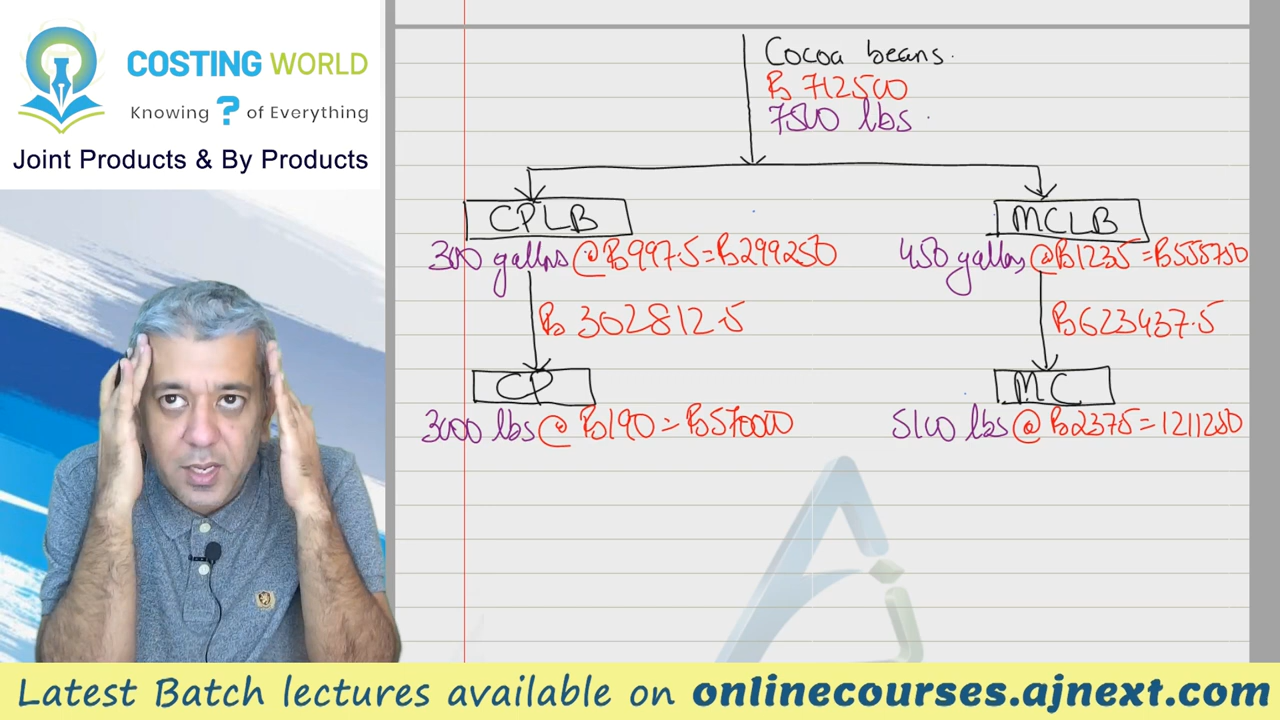 COSTING WORLD
Knowing ? of Everything
Joint Products & By Products
Cocoa beans.
Rs 712500
7500 lbs
CPLB
MCLB
300 gallons @ Rs 997.5 = Rs 299250
450 gallons @ Rs 1235 = Rs 555750
Rs 302812.5
Rs 623437.5
CP
MC
3000 lbs @ Rs 190 = Rs 570000
5100 lbs @ Rs 237.5 = 1211250
Latest Batch lectures available on onlinecourses.ajnext.com